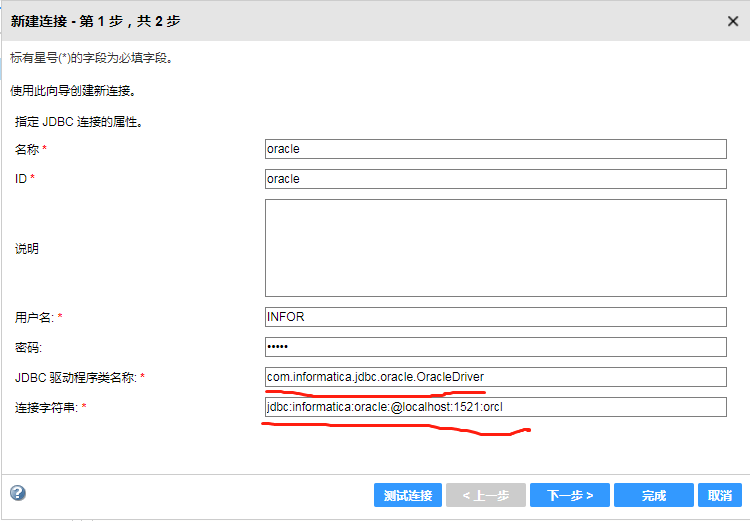 新建连接 - 第 1 步，共 2 步
标有星号(*)的字段为必填字段。
使用此向导创建新连接。
指定 JDBC 连接的属性。
名称 * oracle
ID * oracle
说明
用户名: * INFOR
密码: •••••
JDBC 驱动程序类名称: * com.informatica.jdbc.oracle.OracleDriver
连接字符串: * jdbc:informatica:oracle:@localhost:1521:orcl
测试连接 < 上一步 下一步 > 完成 取消